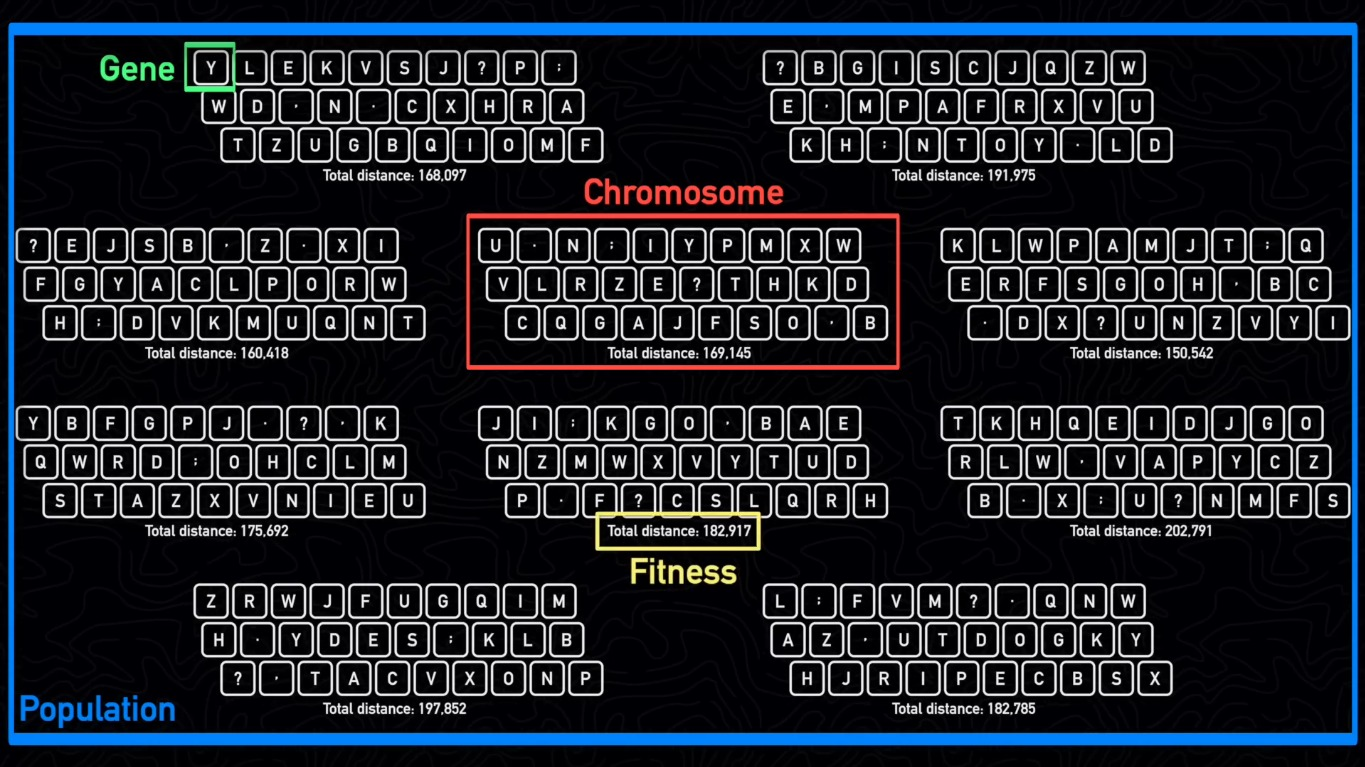 Gene
Y L E K V S J ? P ;
W D . N , C X H R A
T Z U G B Q I O M F
Total distance: 168,097
? B G I S C J Q Z W
E , M P A F R X V U
K H ; N T O Y . L D
Total distance: 191,975
Chromosome
? E J S B , Z . X I
F G Y A C L P O R W
H ; D V K M U Q N T
Total distance: 160,418
U . N ; I Y P M X W
V L R Z E ? T H K D
C Q G A J F S O , B
Total distance: 169,145
K L W P A M J T ; Q
E R F S G O H , B C
. D X ? U N Z V Y I
Total distance: 150,542
Y B F G P J . ? , K
Q W R D ; O H C L M
S T A Z X V N I E U
Total distance: 175,692
J I ; K G O , B A E
N Z M W X V Y T U D
P . F ? C S L Q R H
Total distance: 182,917
Fitness
T K H Q E I D J G O
R L W , V A P Y C Z
B . X ; U ? N M F S
Total distance: 202,791
Z R W J F U G Q I M
H . Y D E S ; K L B
? , T A C V X O N P
Total distance: 197,852
L ; F V M ? . Q N W
A Z , U T D O G K Y
H J R I P E C B S X
Total distance: 182,785
Population